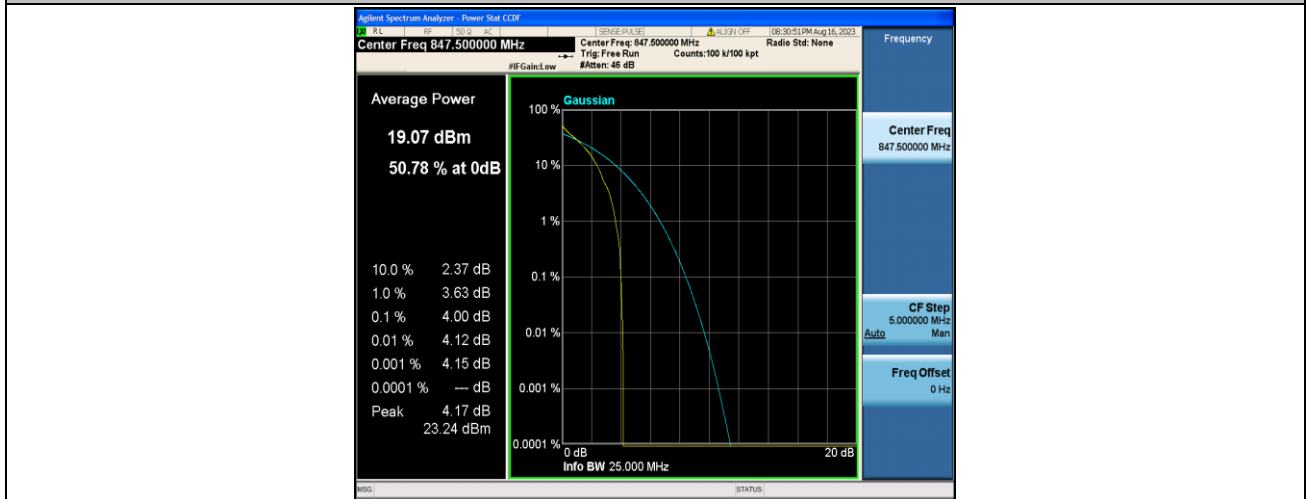 Agilent Spectrum Analyzer - Power Stat CCDF
RL RF 50 Ω AC SENSE:PULSE ALIGN OFF 08:30:51 PM Aug 16, 2023
Center Freq 847.500000 MHz
Center Freq: 847.500000 MHz Radio Std: None
Trig: Free Run Counts:100 k/100 kpt
#IFGain:Low #Atten: 46 dB
Frequency
Average Power
19.07 dBm
50.78 % at 0dB
10.0 % 2.37 dB
1.0 % 3.63 dB
0.1 % 4.00 dB
0.01 % 4.12 dB
0.001 % 4.15 dB
0.0001 % --- dB
Peak 4.17 dB
23.24 dBm
Gaussian
100 %
10 %
1 %
0.1 %
0.01 %
0.001 %
0.0001 %
0 dB 20 dB
Info BW 25.000 MHz
Center Freq
847.500000 MHz
CF Step
5.000000 MHz
Auto Man
Freq Offset
0 Hz
MSG STATUS